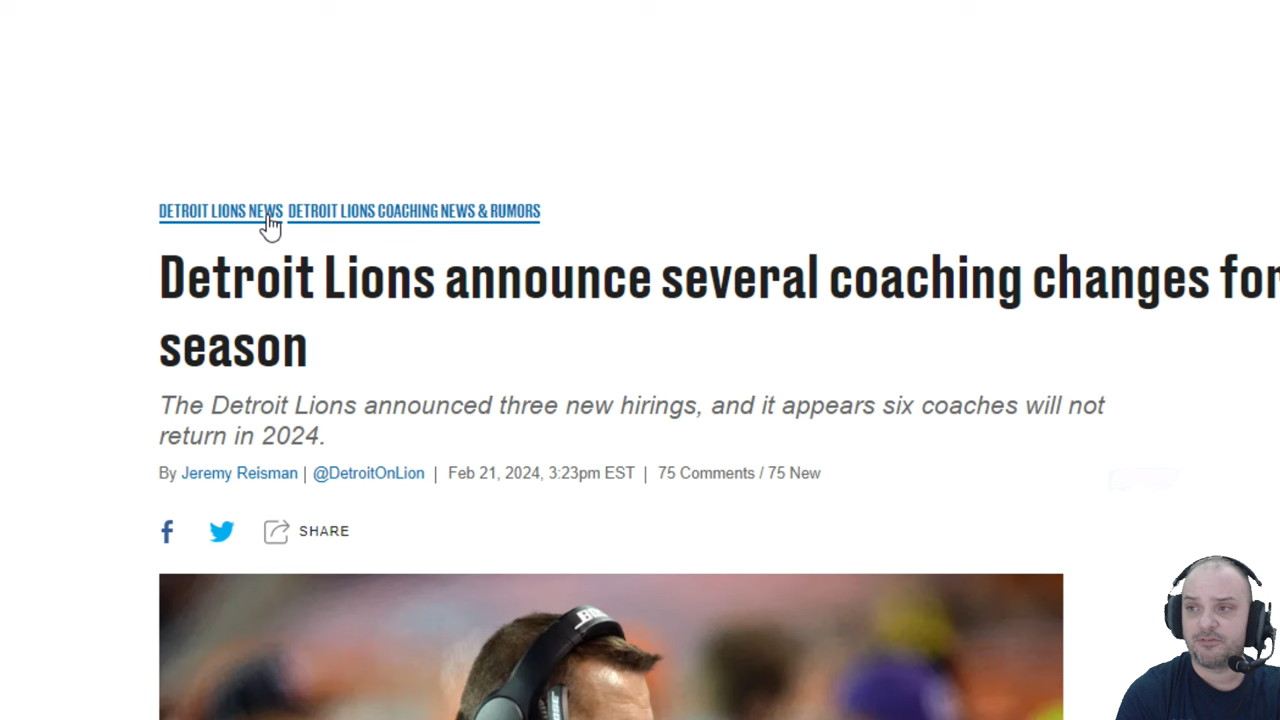 DETROIT LIONS NEWS DETROIT LIONS COACHING NEWS & RUMORS
Detroit Lions announce several coaching changes for
season
The Detroit Lions announced three new hirings, and it appears six coaches will not
return in 2024.
By Jeremy Reisman | @DetroitOnLion | Feb 21, 2024, 3:23pm EST | 75 Comments / 75 New
f SHARE